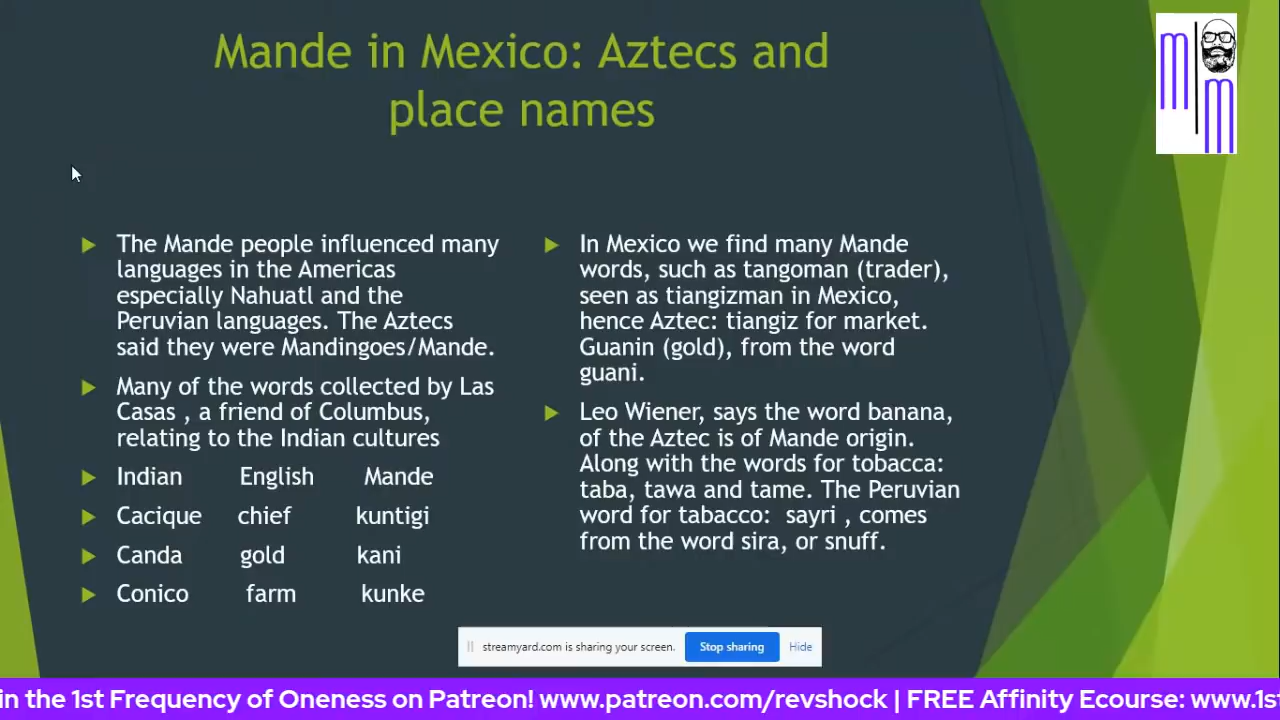 Mande in Mexico: Aztecs and
place names
The Mande people influenced many
languages in the Americas
especially Nahuatl and the
Peruvian languages. The Aztecs
said they were Mandingoes/Mande.
Many of the words collected by Las
Casas , a friend of Columbus,
relating to the Indian cultures
Indian English Mande
Cacique chief kuntigi
Canda gold kani
Conico farm kunke
In Mexico we find many Mande
words, such as tangoman (trader),
seen as tiangizman in Mexico,
hence Aztec: tiangiz for market.
Guanin (gold), from the word
guani.
Leo Wiener, says the word banana,
of the Aztec is of Mande origin.
Along with the words for tobacca:
taba, tawa and tame. The Peruvian
word for tabacco: sayri , comes
from the word sira, or snuff.
m m
streamyard.com is sharing your screen. Stop sharing Hide
in the 1st Frequency of Oneness on Patreon! www.patreon.com/revshock | FREE Affinity Ecourse: www.1s